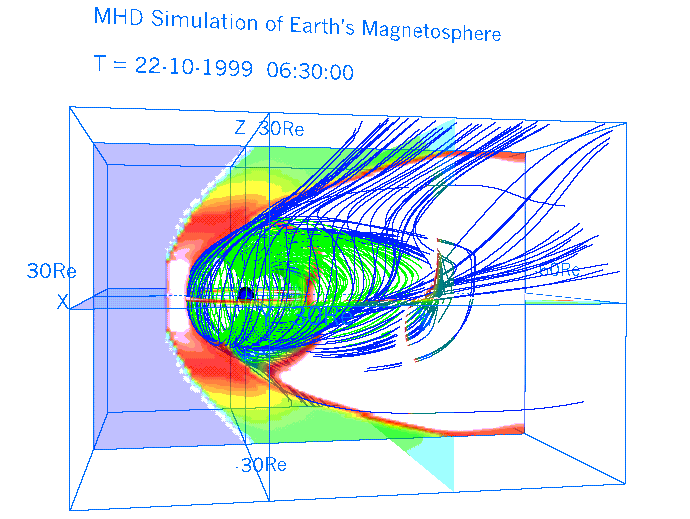 MHD Simulation of Earth's Magnetosphere
T = 22-10-1999 06:30:00
Z 30Re
30Re
X
-60Re
-30Re